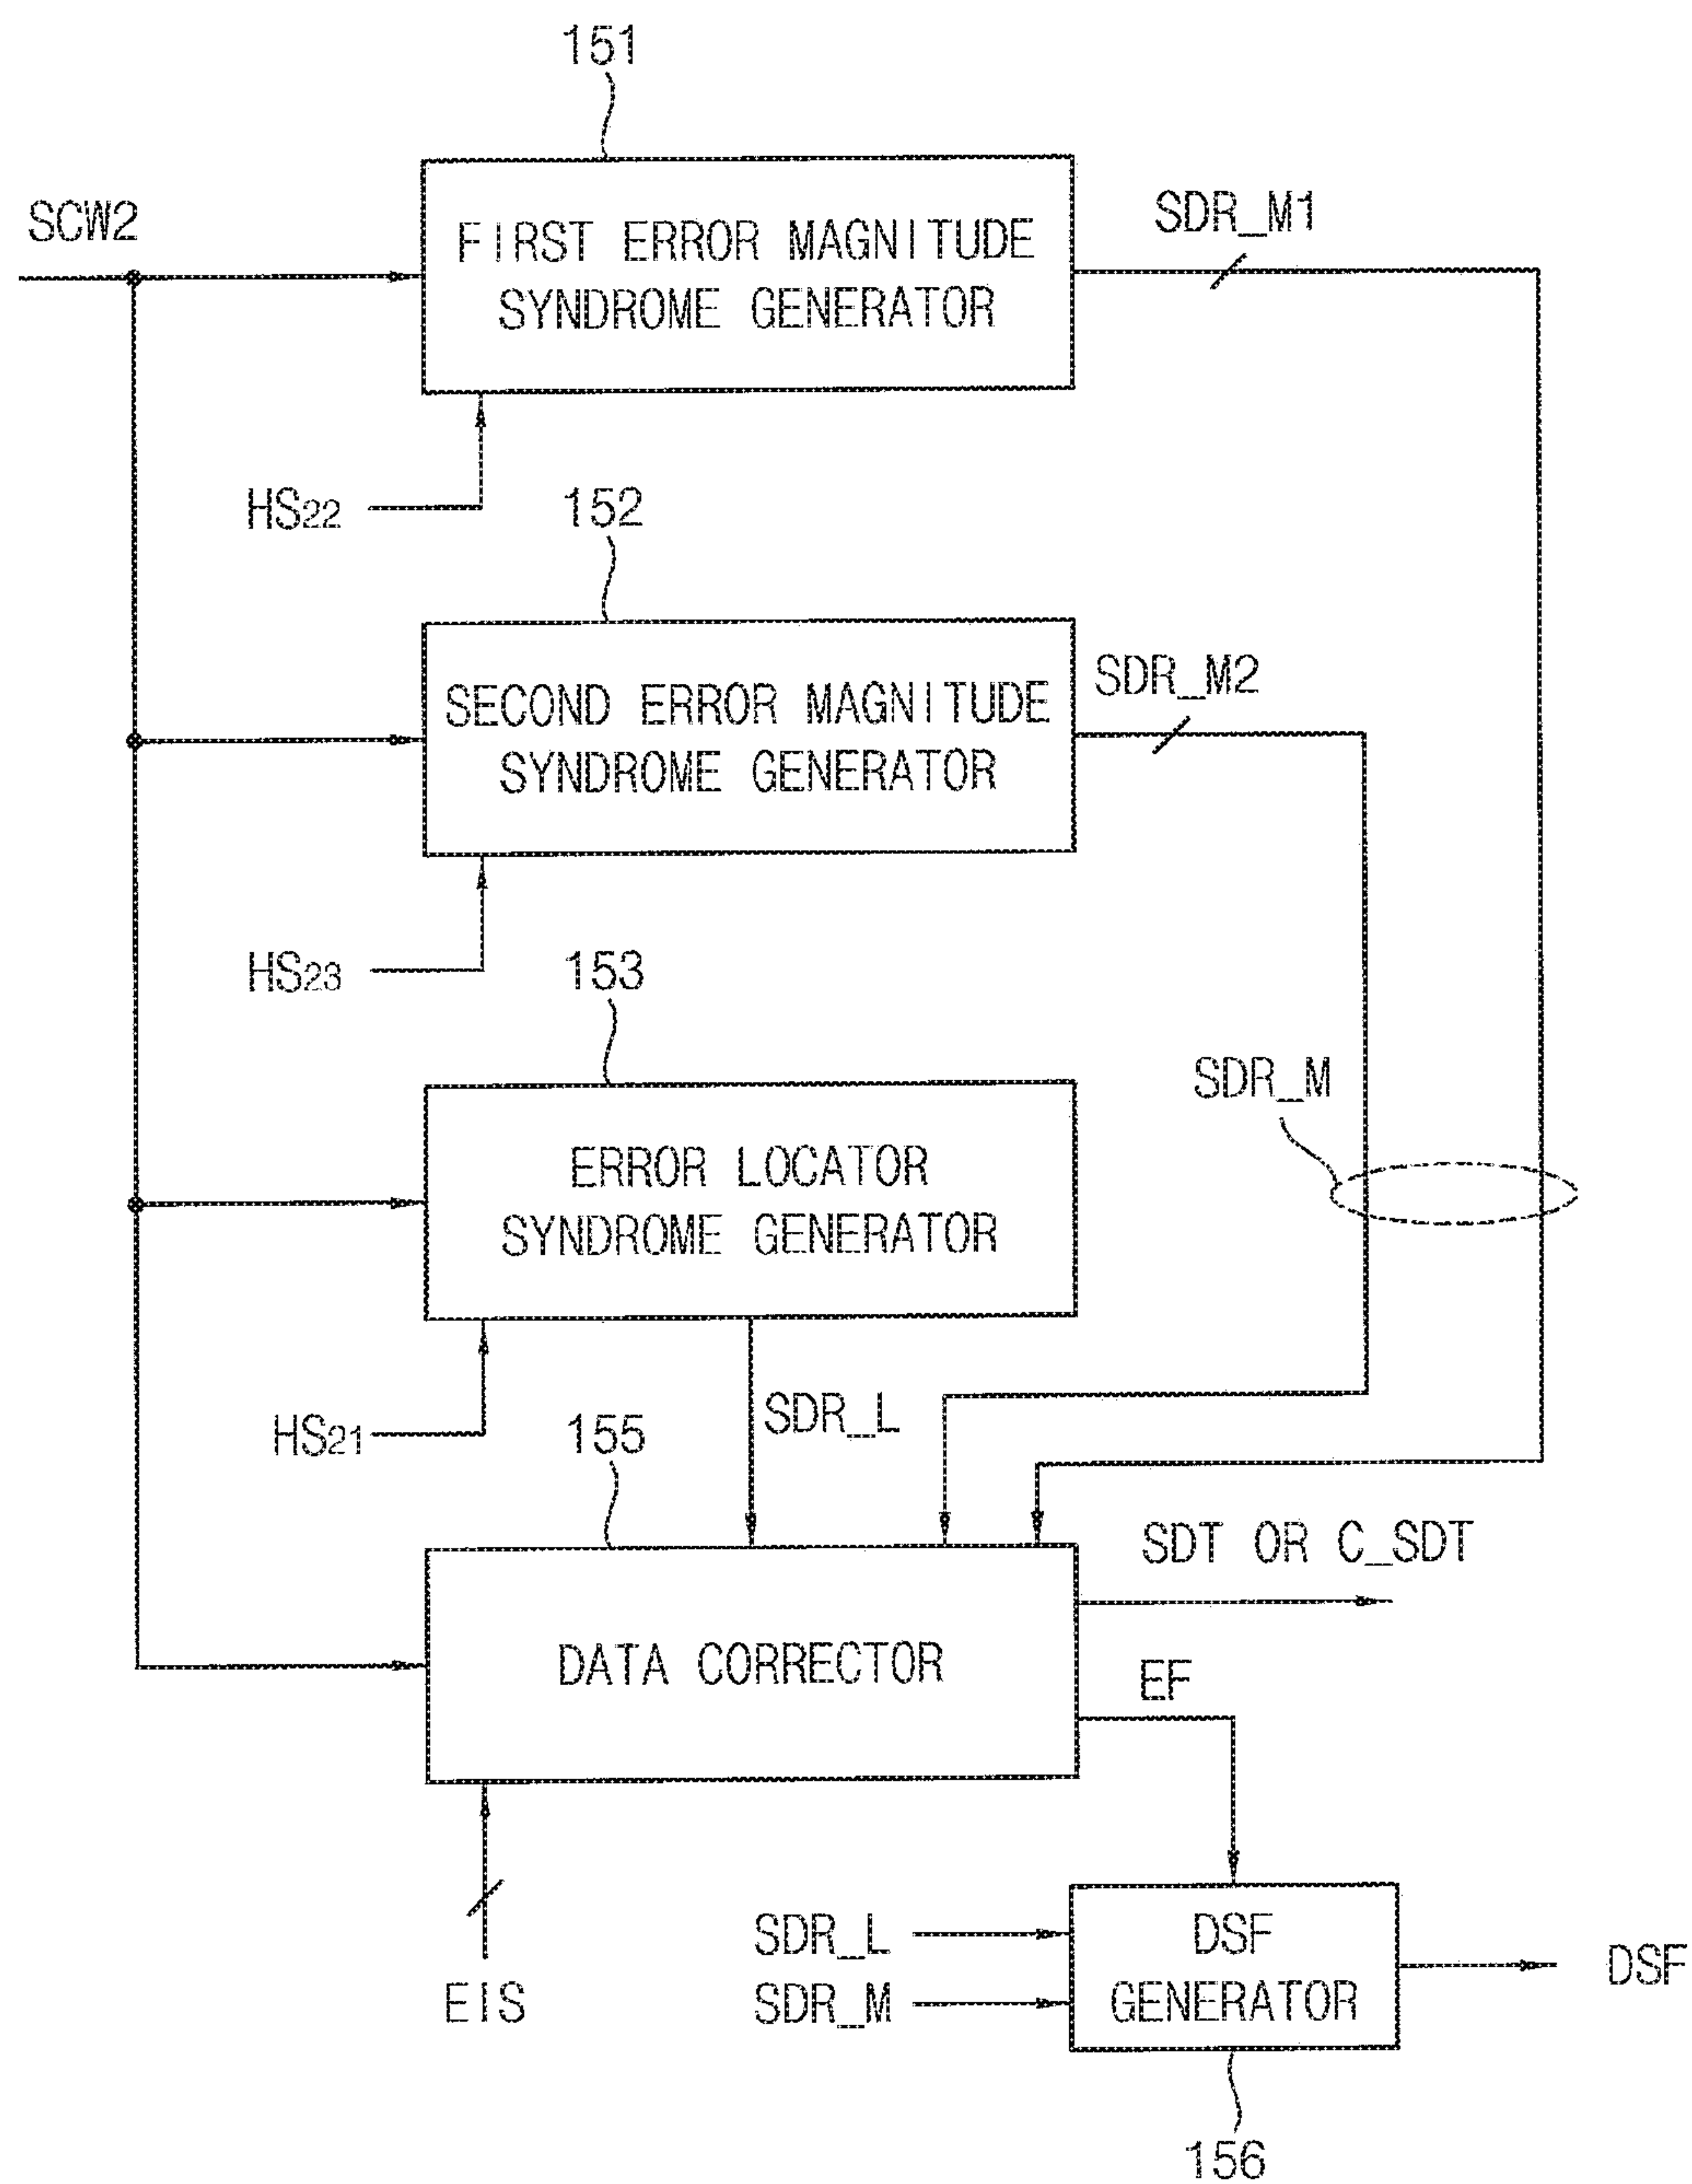 151
SCW2
FIRST ERROR MAGNITUDE
SYNDROME GENERATOR
SDR_M1
HS22
152
SECOND ERROR MAGNITUDE
SYNDROME GENERATOR
SDR_M2
HS23
153
SDR_M
ERROR LOCATOR
SYNDROME GENERATOR
HS21
155
SDR_L
SDT OR C_SDT
DATA CORRECTOR
EF
EIS
SDR_L
SDR_M
DSF
GENERATOR
DSF
156